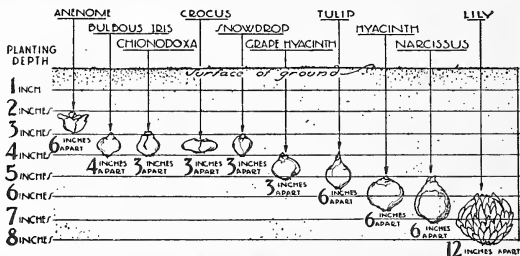 ANENOME CROCUS TULIP LILY
BULBOUS IRIS SNOWDROP HYACINTH
CHIONODOXA GRAPE HYACINTH NARCISSUS
PLANTING
DEPTH
Surface of ground
1 INCH
2 INCHES
3 INCHES
4 INCHES
5 INCHES
6 INCHES
7 INCHES
8 INCHES
6 INCHES APART
4 INCHES APART
3 INCHES APART
3 INCHES APART
3 INCHES APART
3 INCHES APART
6 INCHES APART
6 INCHES APART
6 INCHES APART
12 INCHES APART